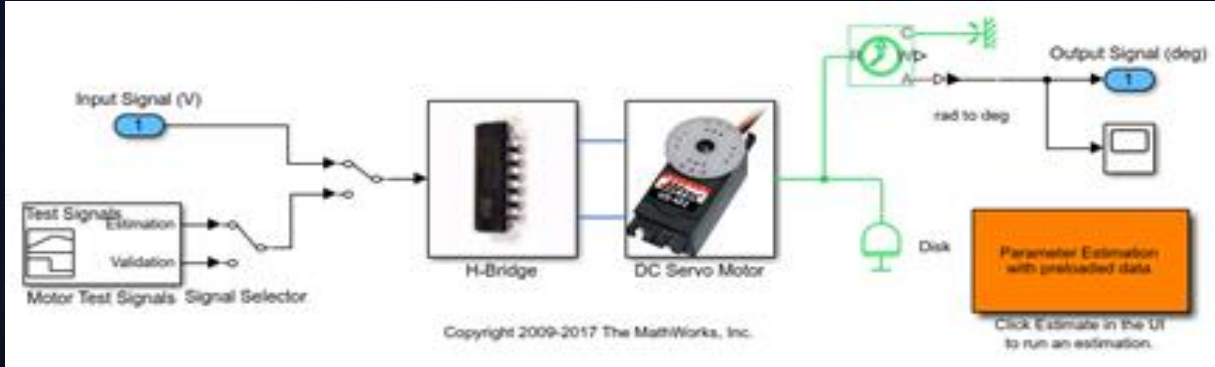 Input Signal (V)
1
Test Signals
Estimation
Validation
Motor Test Signals
Signal Selector
H-Bridge
DC Servo Motor
C
R
W
A
rad to deg
Output Signal (deg)
1
Disk
Parameter Estimation
with preloaded data
Click Estimate in the UI
to run an estimation.
Copyright 2009-2017 The MathWorks, Inc.